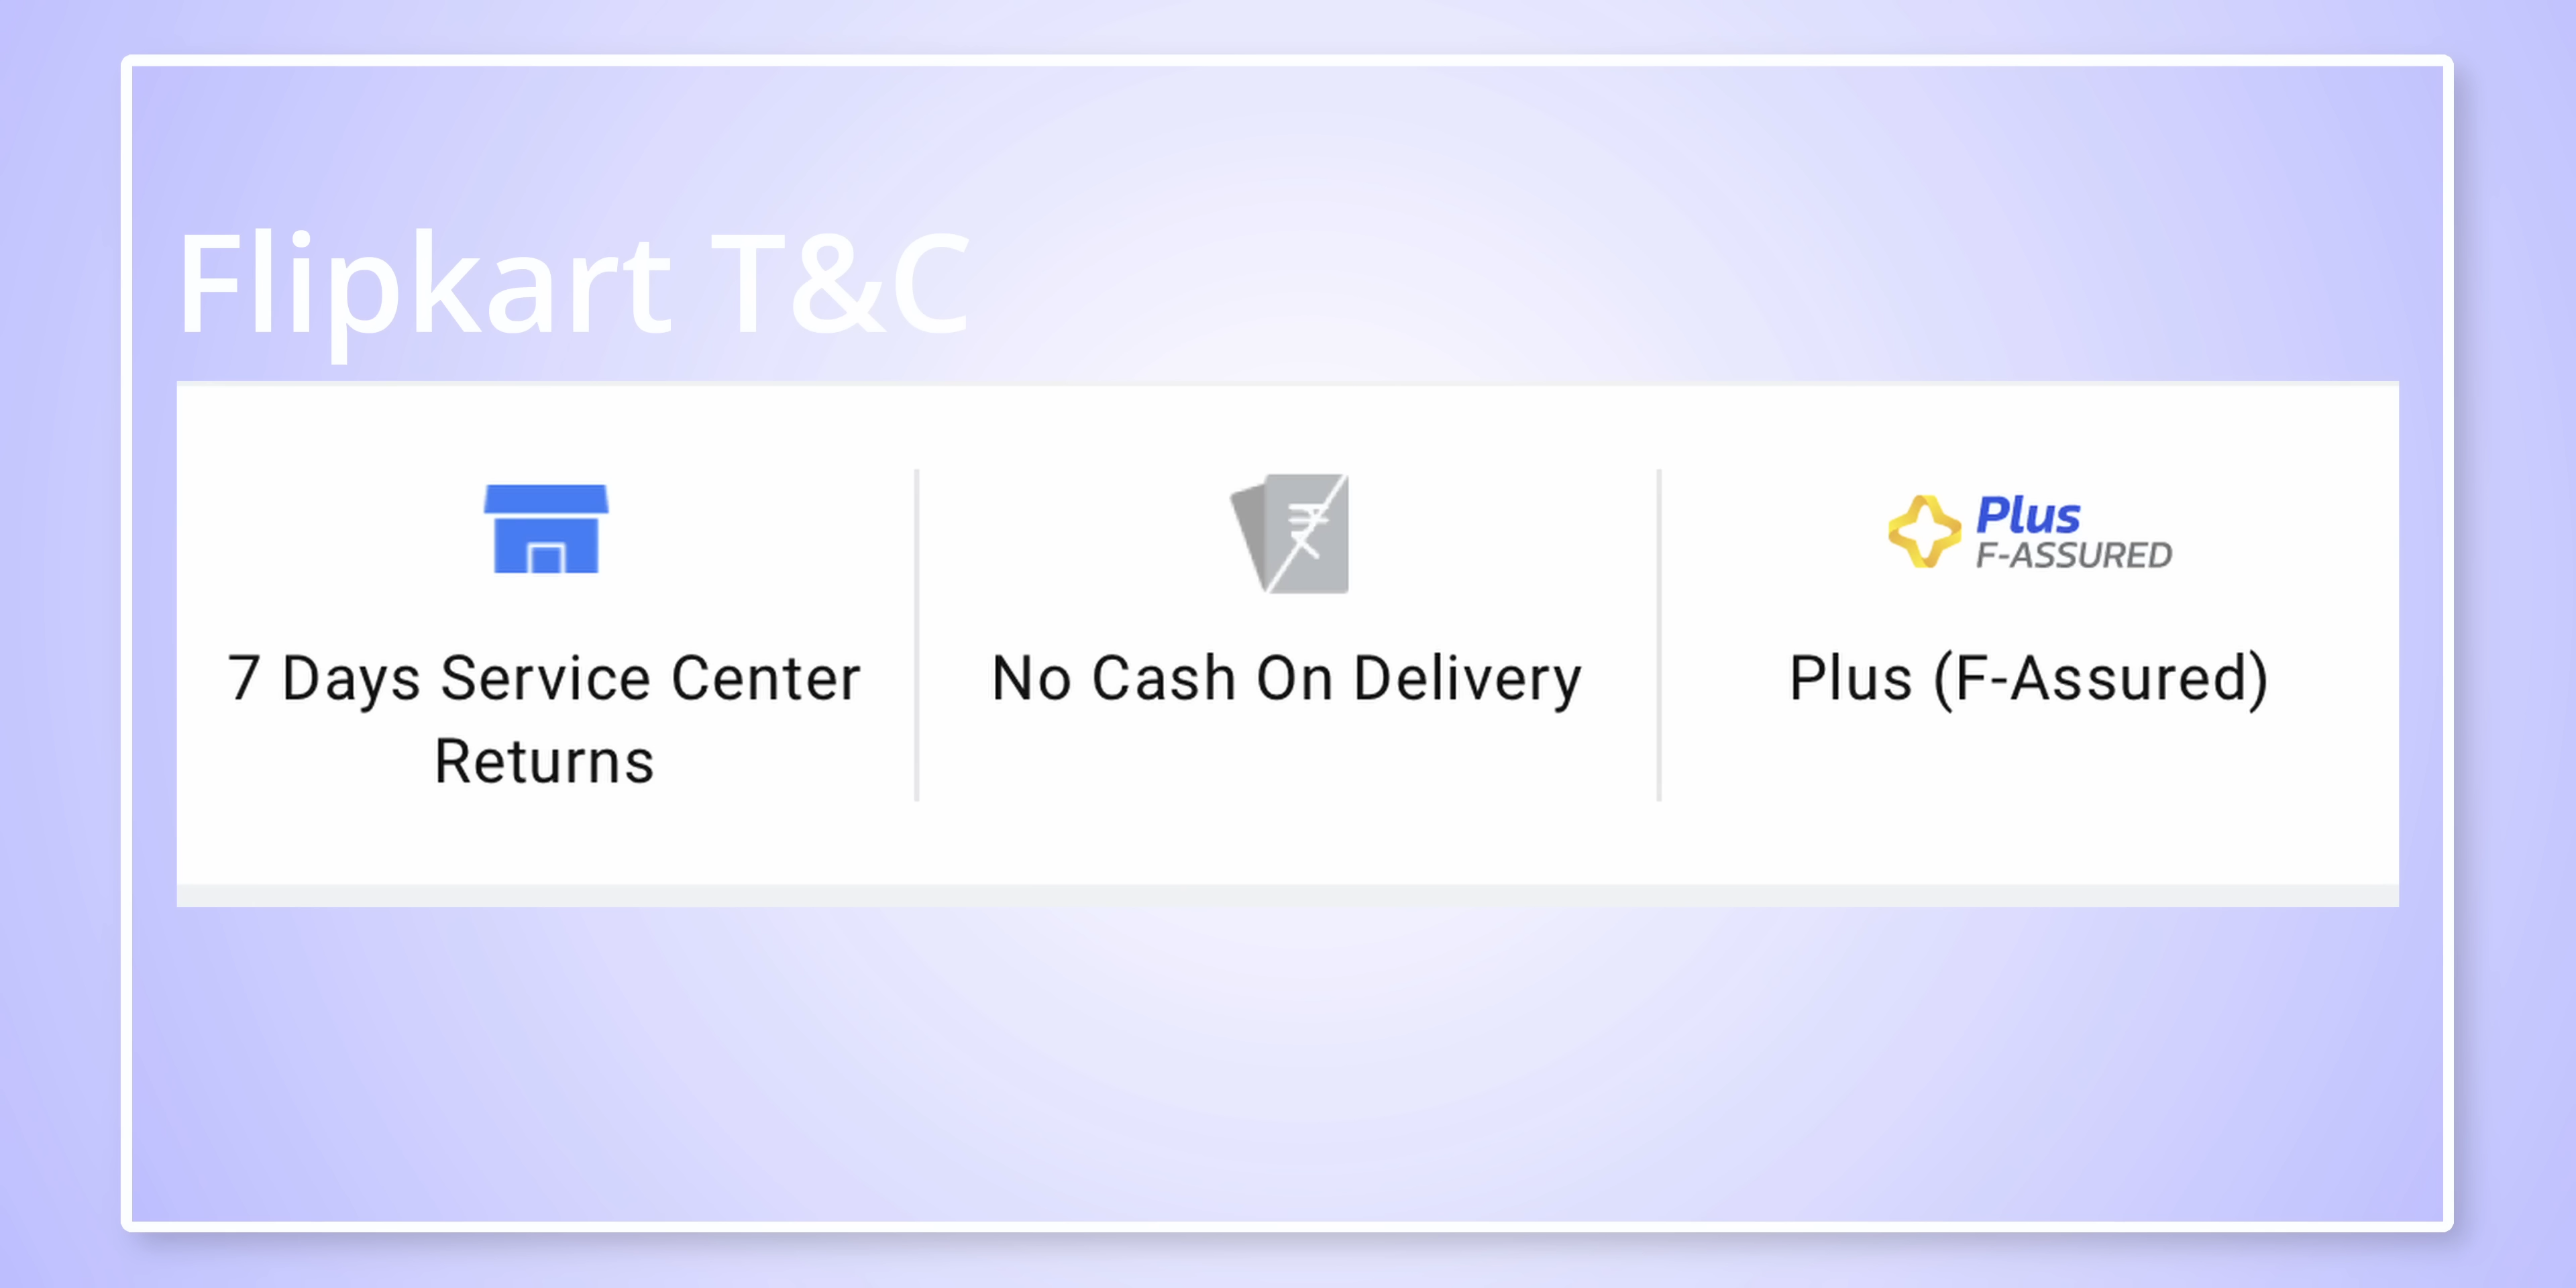 Flipkart T&C
7 Days Service Center
Returns
₹
No Cash On Delivery
Plus
F-ASSURED
Plus (F-Assured)